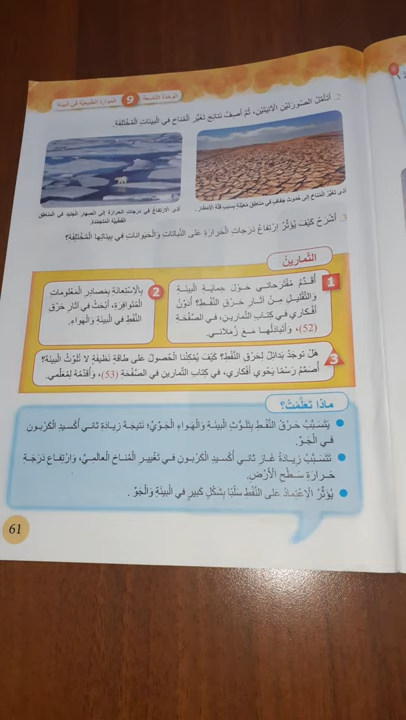 الوحدة التاسعة 9 الموارد الطبيعية في البيئة
2. أتأمل الصورتين الآتيتين، ثم أصف نتائج تغير المناخ في البيئات المختلفة.
أدى تغير المناخ إلى حدوث جفاف في مناطق معينة بسبب قلة الأمطار.
أدى الارتفاع في درجات الحرارة إلى انصهار الجليد في المناطق
القطبية المتجمدة.
3. أشرح كيف يؤثر ارتفاع درجات الحرارة على النباتات والحيوانات في بيئاتها المختلفة؟
التمارين
1 أقدم مقترحاتي حول حماية البيئة
والتقليل من آثار حرق النفط؟ أدون
أفكاري في كتاب التمارين، في الصفحة
(52)، وأتبادلها مع زملائي.
2 بالاستعانة بمصادر المعلومات
المتوافرة، أبحث في آثار حرق
النفط في البيئة والهواء.
3 هل توجد بدائل لحرق النفط؟ كيف يمكننا الحصول على طاقة نظيفة لا تلوث البيئة؟
أصمم رسما يحوي أفكاري، في كتاب التمارين في الصفحة (53)، وأقدمه لمعلمي.
ماذا تعلمت؟
يتسبب حرق النفط بتلوث البيئة والهواء الجوي؛ نتيجة زيادة ثاني أكسيد الكربون
في الجو.
تتسبب زيادة غاز ثاني أكسيد الكربون في تغيير المناخ العالمي، وارتفاع درجة
حرارة سطح الأرض.
يؤثر الاعتماد على النفط سلبا بشكل كبير في البيئة والجو.
61